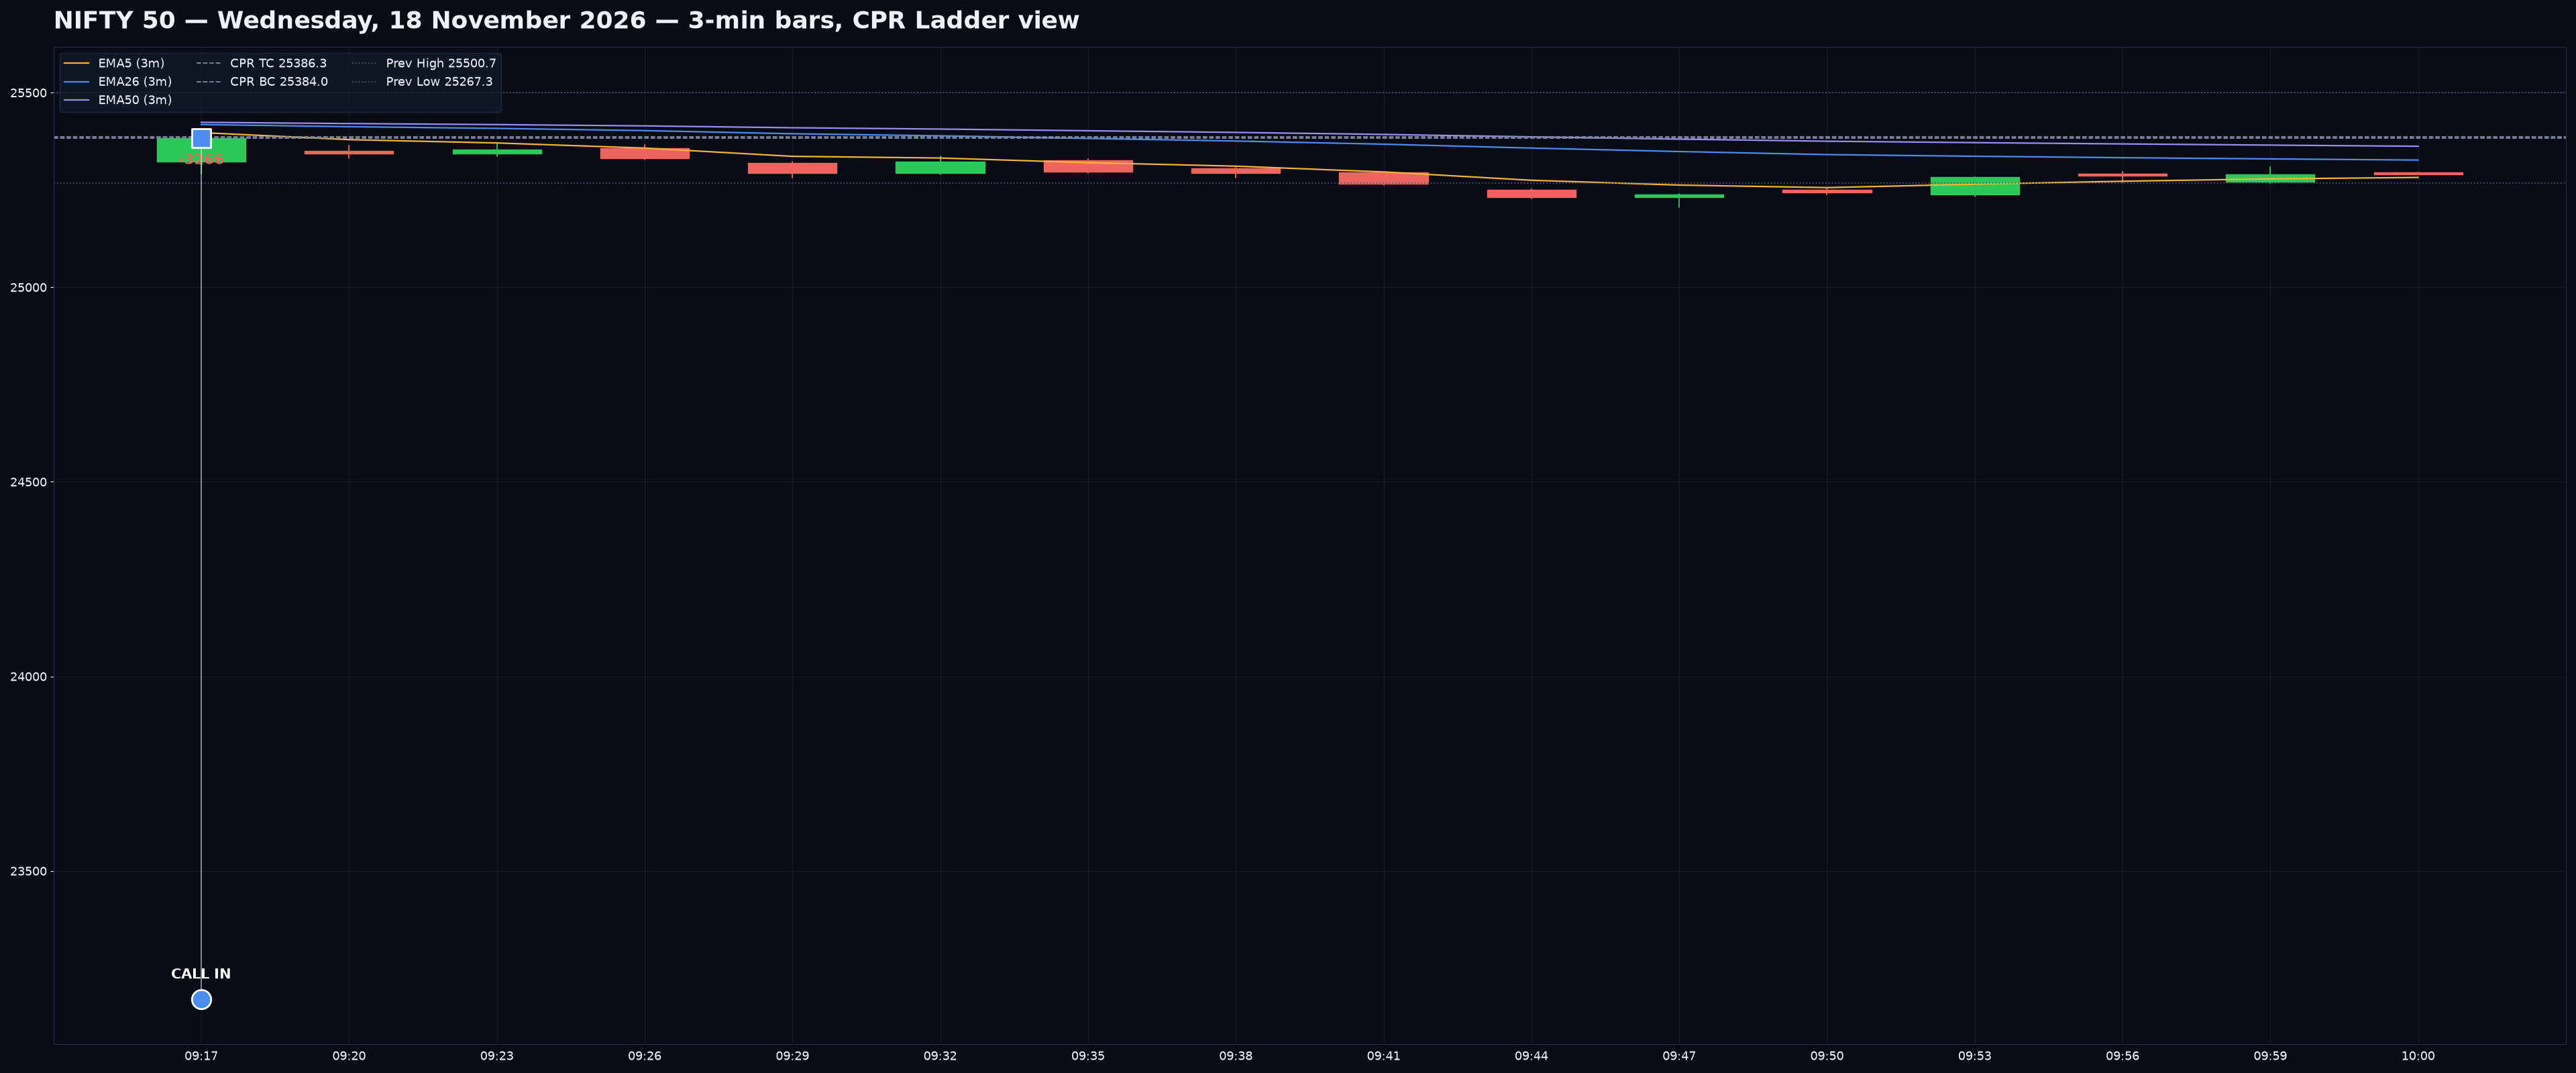 NIFTY 50 — Wednesday, 18 November 2026 — 3-min bars, CPR Ladder view
EMA5 (3m)
EMA26 (3m)
EMA50 (3m)
CPR TC 25386.3
CPR BC 25384.0
Prev High 25500.7
Prev Low 25267.3
25500
25000
24500
24000
23500
-3266
CALL IN
09:17 09:20 09:23 09:26 09:29 09:32 09:35 09:38 09:41 09:44 09:47 09:50 09:53 09:56 09:59 10:00